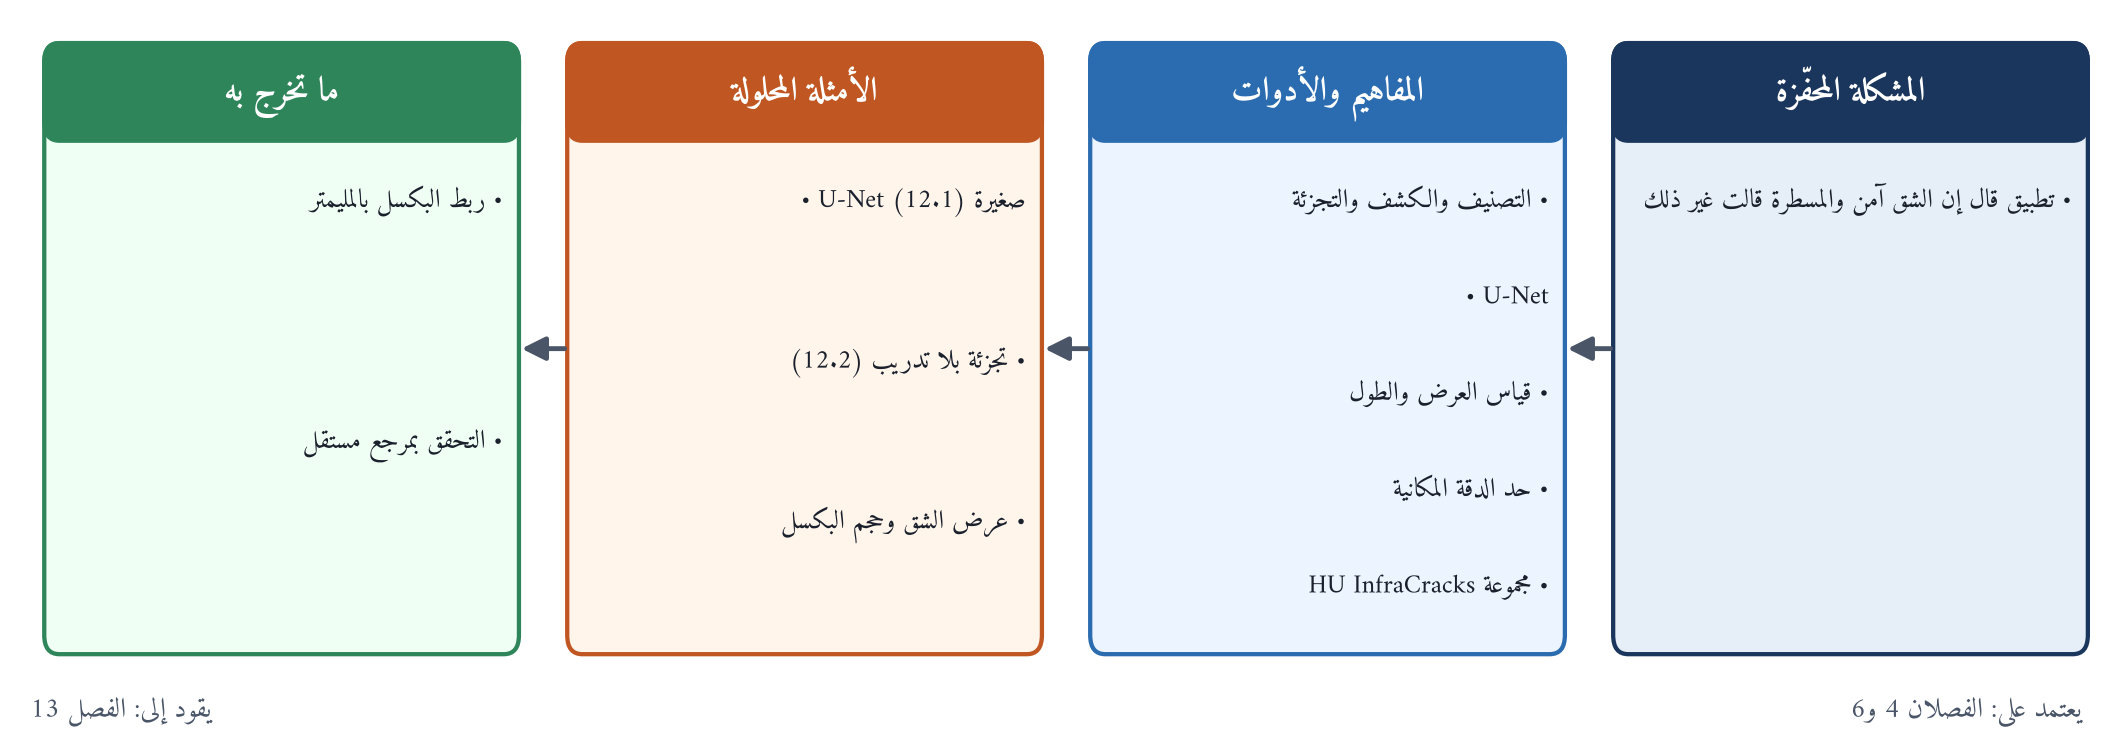 المشكلة المحفّزة
• تطبيق قال إن الشق آمن والمسطرة قالت غير ذلك
المفاهيم والأدوات
• التصنيف والكشف والتجزئة
• U-Net
• قياس العرض والطول
• حد الدقة المكانية
• مجموعة HU InfraCracks
الأمثلة المحلولة
• U-Net صغيرة (12.1)
• تجزئة بلا تدريب (12.2)
• عرض الشق وحجم البكسل
ما تخرج به
• ربط البكسل بالمليمتر
• التحقق بمرجع مستقل
يعتمد على: الفصلان 4 و6
يقود إلى: الفصل 13